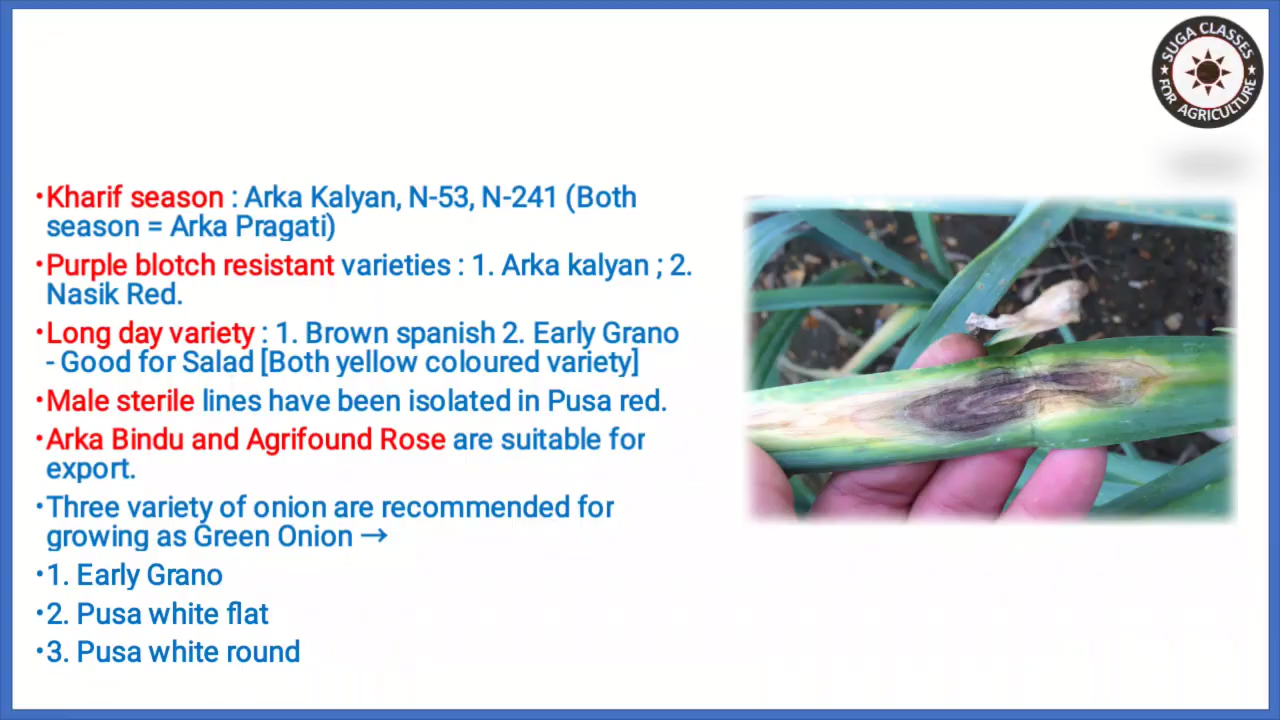 SUGA CLASSES
FOR AGRICULTURE
•Kharif season : Arka Kalyan, N-53, N-241 (Both
season = Arka Pragati)
•Purple blotch resistant varieties : 1. Arka kalyan ; 2.
Nasik Red.
•Long day variety : 1. Brown spanish 2. Early Grano
- Good for Salad [Both yellow coloured variety]
•Male sterile lines have been isolated in Pusa red.
•Arka Bindu and Agrifound Rose are suitable for
export.
•Three variety of onion are recommended for
growing as Green Onion →
•1. Early Grano
•2. Pusa white flat
•3. Pusa white round